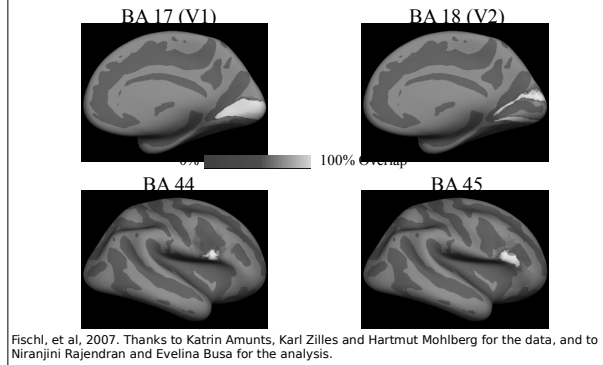 BA 17 (V1) BA 18 (V2)
0% 100% Overlap
BA 44 BA 45
Fischl, et al, 2007. Thanks to Katrin Amunts, Karl Zilles and Hartmut Mohlberg for the data, and to
Niranjini Rajendran and Evelina Busa for the analysis.